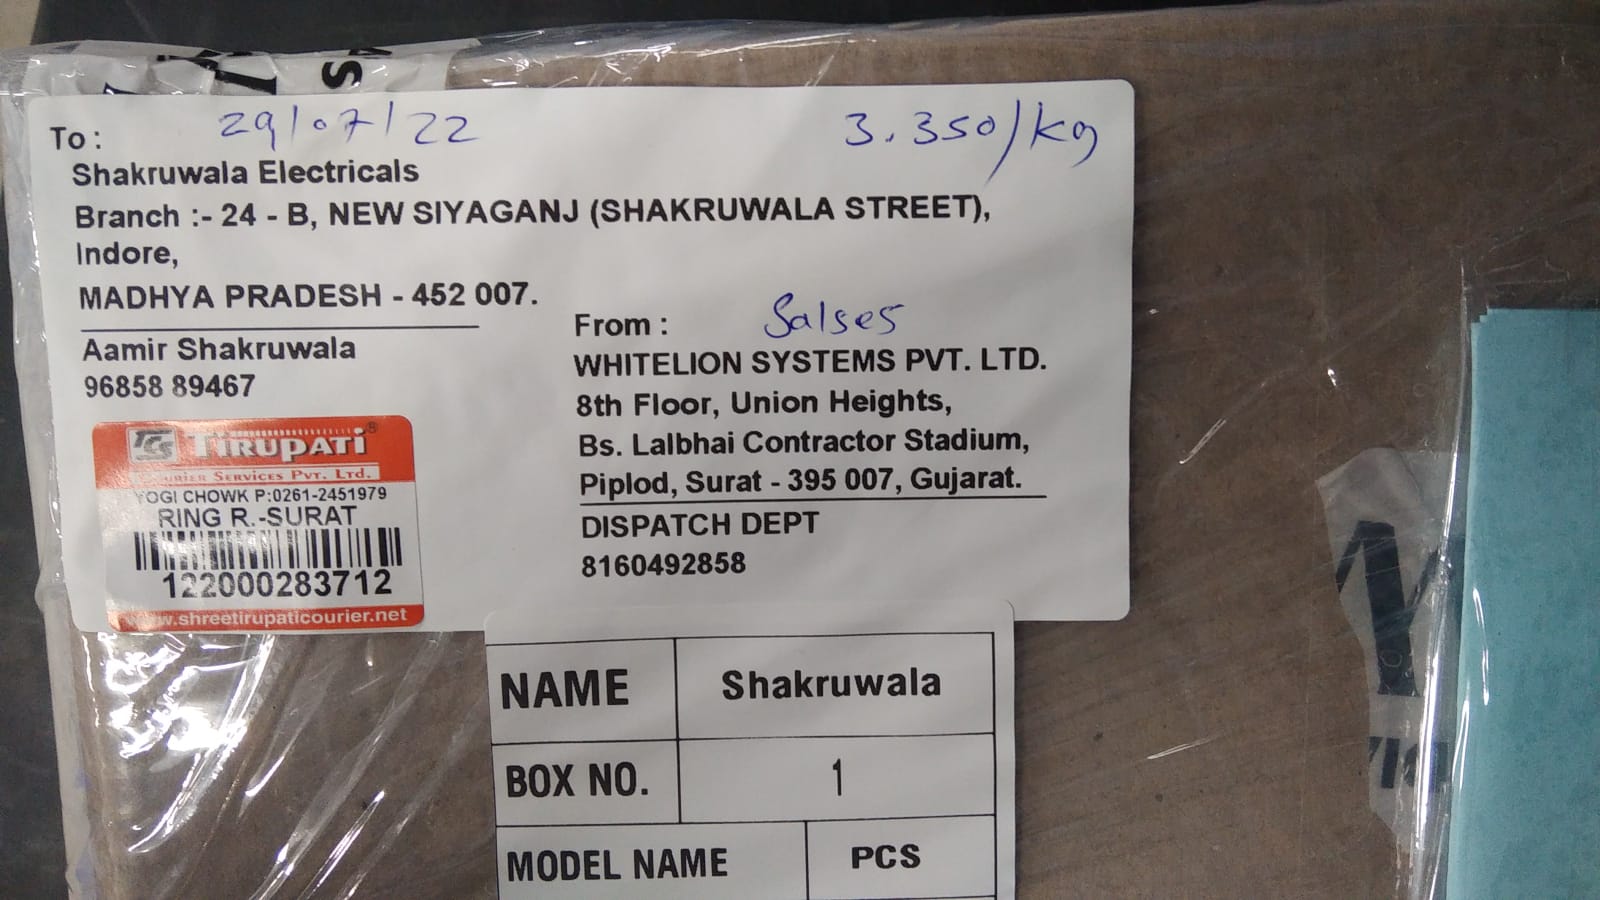 To :
29/07/22
3.350/kg
Shakruwala Electricals
Branch :- 24 - B, NEW SIYAGANJ (SHAKRUWALA STREET),
Indore,
MADHYA PRADESH - 452 007.
Aamir Shakruwala
96858 89467
From :
Salses
WHITELION SYSTEMS PVT. LTD.
8th Floor, Union Heights,
Bs. Lalbhai Contractor Stadium,
Piplod, Surat - 395 007, Gujarat.
DISPATCH DEPT
8160492858
TCS TIRUPATI®
COURIER SERVICES PVT. LTD.
YOGI CHOWK P:0261-2451979
RING R.-SURAT
122000283712
www.shreetirupaticourier.net
NAME Shakruwala
BOX NO. 1
MODEL NAME PCS